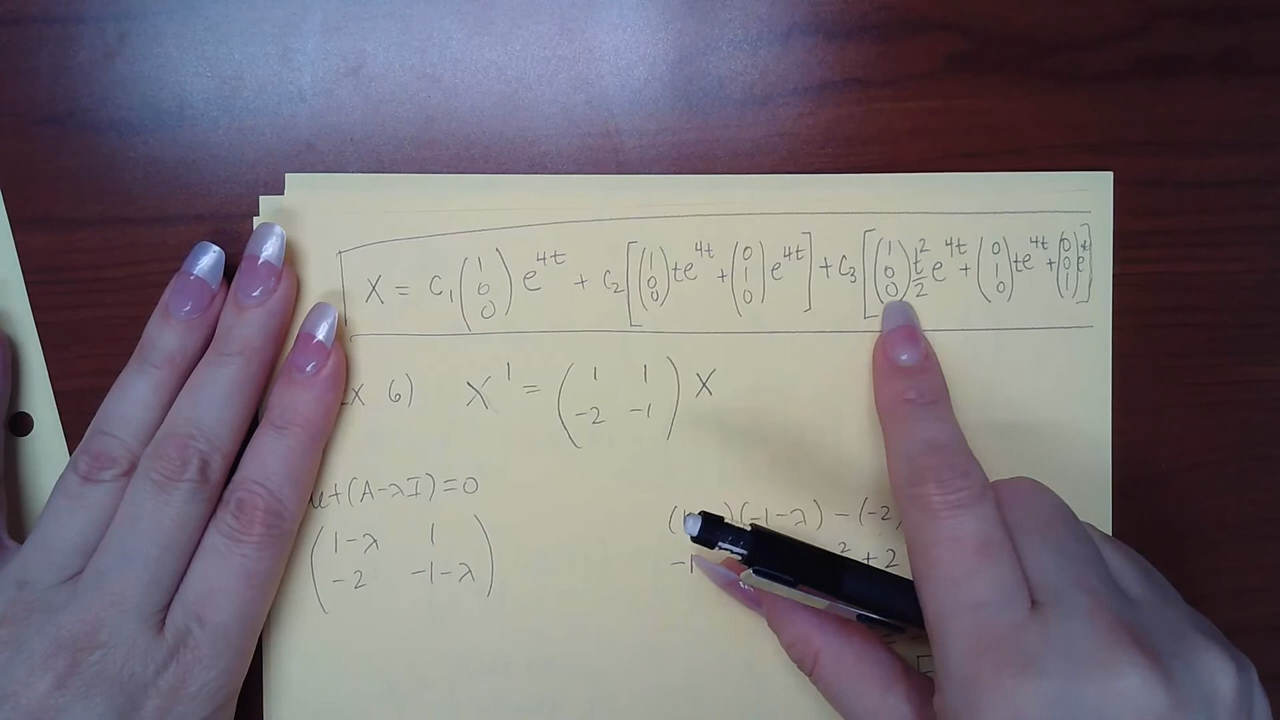 X = C₁ (1 0 0) e^{4t} + C₂ [(1 0 0) te^{4t} + (0 1 0) e^{4t}] + C₃ [(1 0 0) t²/2 e^{4t} + (0 1 0) te^{4t} + (0 0 1) e
X 6) X' = (1 1 -2 -1) X
det(A-λI)=0
(1-λ 1 -2 -1-λ)
(-1-λ) - (-2
-1 ² + 2